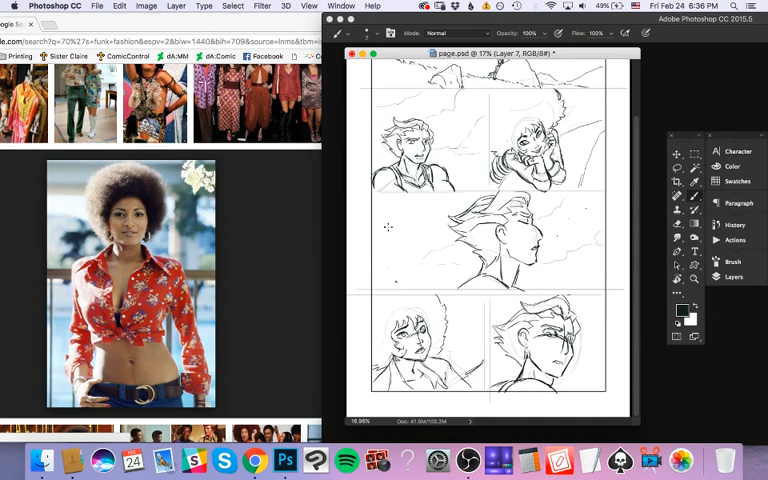 Photoshop CC File Edit Image Layer Type Select Filter 3D View Window Help 49% Fri Feb 24 6:36 PM
Adobe Photoshop CC 2015.5
Mode: Normal Opacity: 100% Flow: 100%
.com/search?q=70%27s+funk+fashion&espv=2&biw=1440&bih=709&source=lnms&tbm=
Printing Sister Claire ComicControl dA:MM dA:Comic Facebook
page.psd @ 17% (Layer 7, RGB/8#) *
Character
Color
Swatches
Paragraph
History
Actions
Brush
Layers
16.96% Doc: 41.9M/105.2M
24
Ps